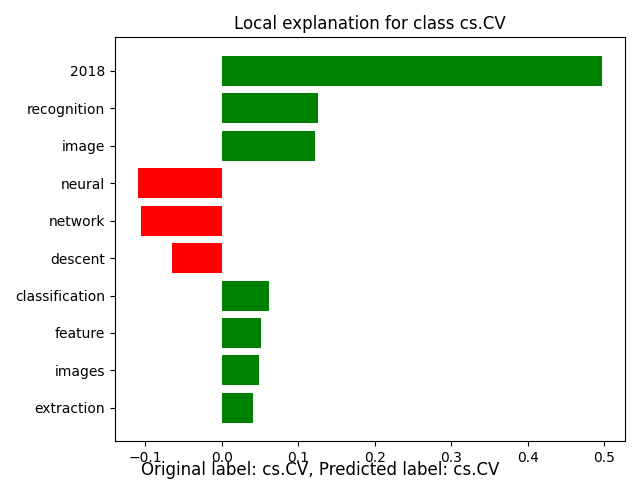 Local explanation for class cs.CV
2018
recognition
image
neural
network
descent
classification
feature
images
extraction
−0.1 0.0 0.1 0.2 0.3 0.4 0.5
Original label: cs.CV, Predicted label: cs.CV